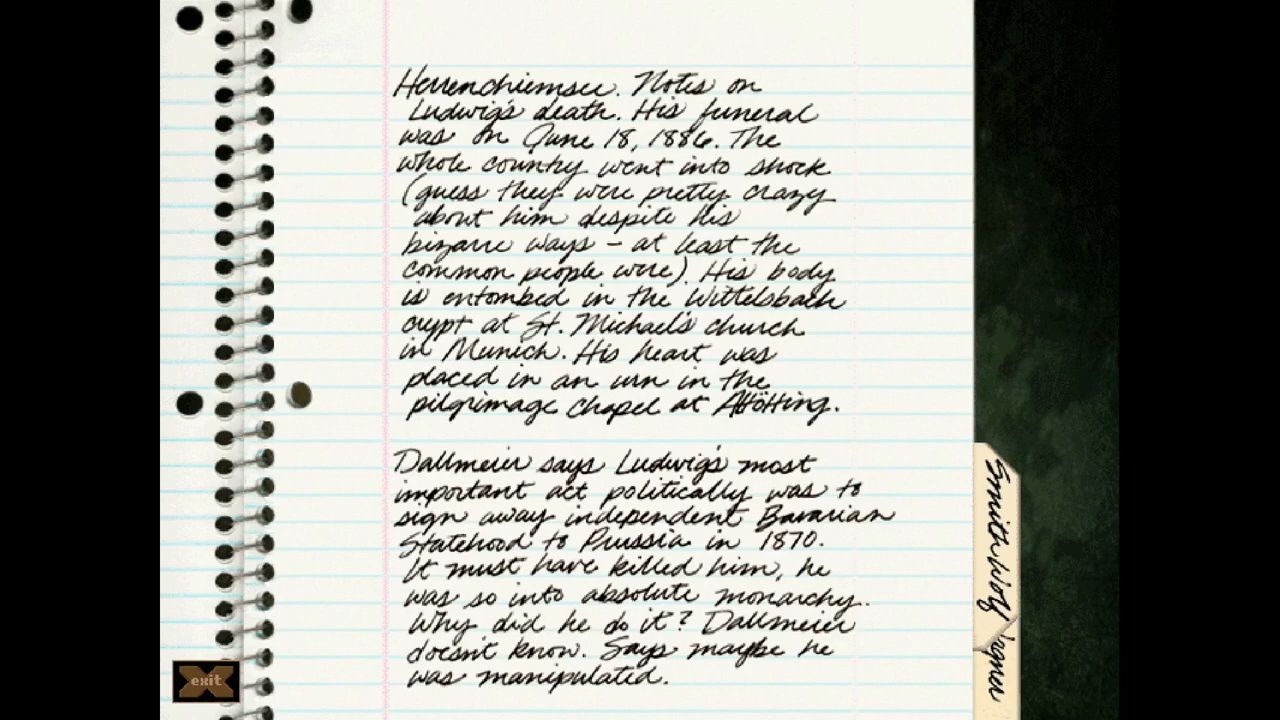 Herrenchiemsee. Notes on
Ludwig's death. His funeral
was on June 18, 1886. The
whole country went into shock
(guess they were pretty crazy
about him despite his
bizarre ways – at least the
common people were). His body
is entombed in the Wittelsbach
crypt at St. Michael's church
in Munich. His heart was
placed in an urn in the
pilgrimage chapel at Altötting.
Dallmeier says Ludwig's most
important act politically was to
sign away independent Bavarian
Statehood to Prussia in 1870.
It must have killed him, he
was so into absolute monarchy.
Why did he do it? Dallmeier
doesn't know. Says maybe he
was manipulated.
Smith Wolf
exit